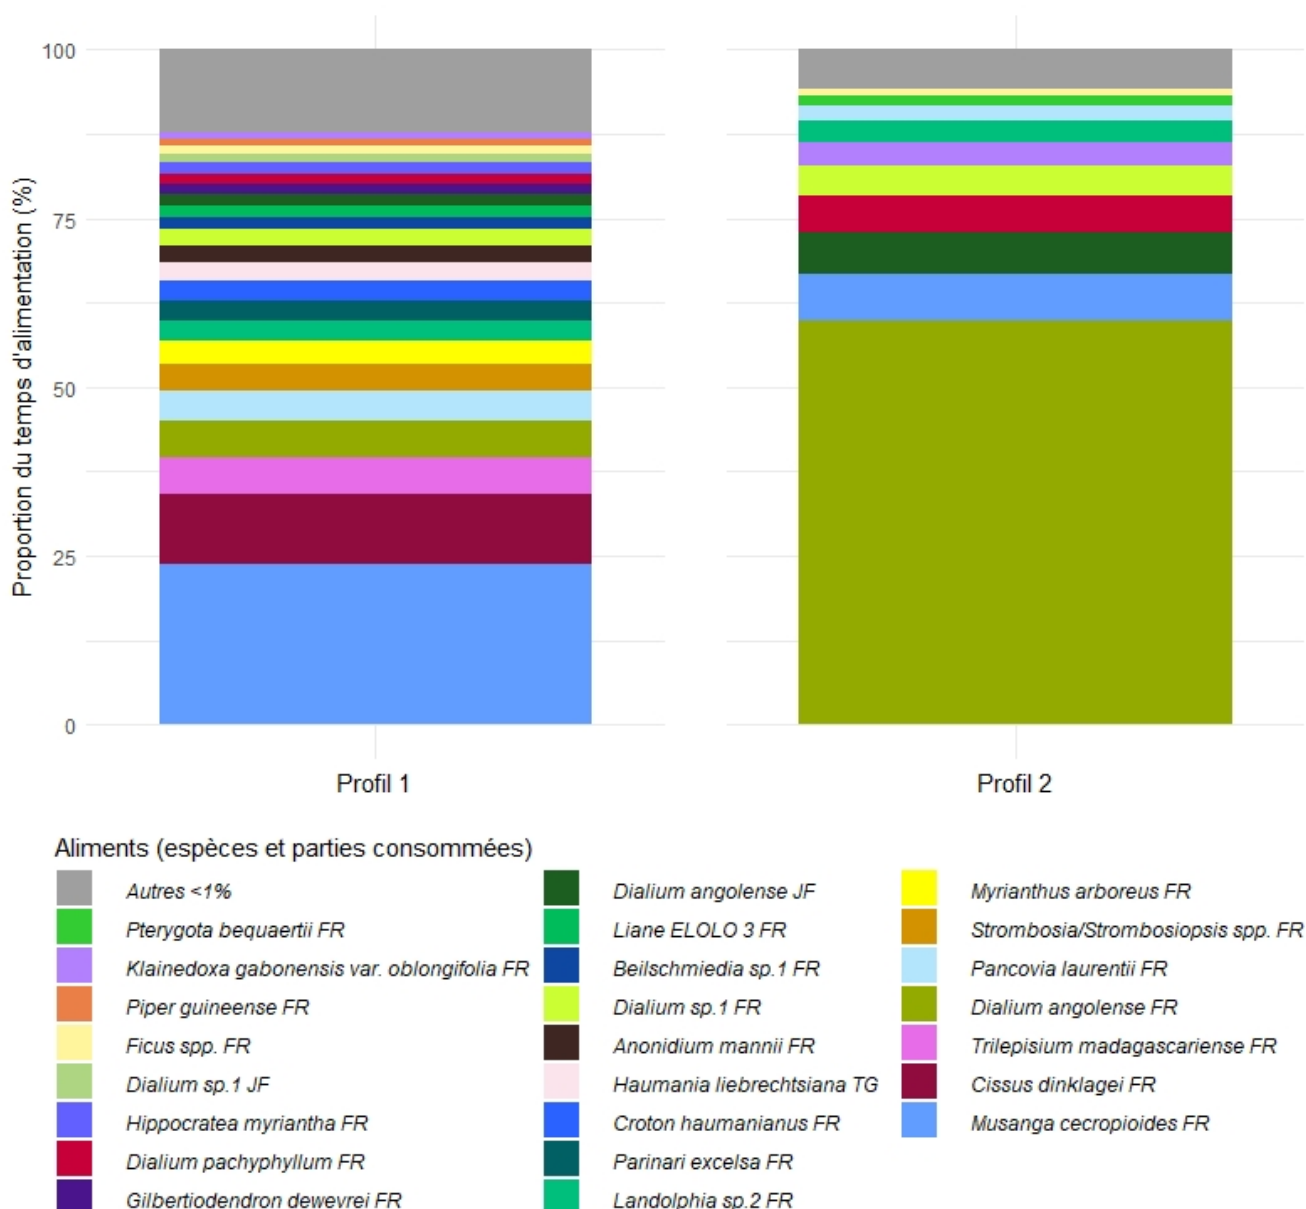 100
75
50
25
0
Proportion du temps d'alimentation (%)
Profil 1
Profil 2
Aliments (espèces et parties consommées)
Autres <1%
Pterygota bequaertii FR
Klainedoxa gabonensis var. oblongifolia FR
Piper guineense FR
Ficus spp. FR
Dialium sp.1 JF
Hippocratea myriantha FR
Dialium pachyphyllum FR
Gilbertiodendron dewevrei FR
Dialium angolense JF
Liane ELOLO 3 FR
Beilschmiedia sp.1 FR
Dialium sp.1 FR
Anonidium mannii FR
Haumania liebrechtsiana TG
Croton haumanianus FR
Parinari excelsa FR
Landolphia sp.2 FR
Myrianthus arboreus FR
Strombosia/Strombosiopsis spp. FR
Pancovia laurentii FR
Dialium angolense FR
Trilepisium madagascariense FR
Cissus dinklagei FR
Musanga cecropioides FR